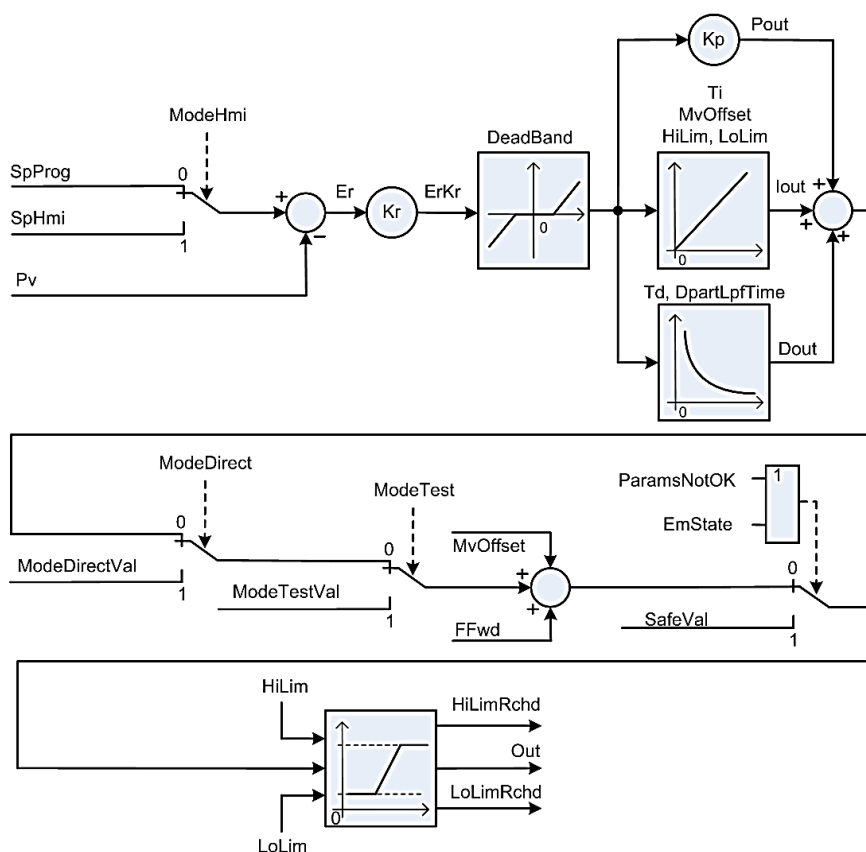 Kp
Pout
ModeHmi
Ti
MvOffset
HiLim, LoLim
DeadBand
SpProg
0
+
Er
ErKr
Iout
+
Kr
SpHmi
1
−
0
0
+
+
Pv
Td, DpartLpfTime
Dout
0
ModeDirect
ModeTest
ParamsNotOK
1
EmState
0
MvOffset
0
ModeDirectVal
1
ModeTestVal
+
0
1
+
FFwd
SafeVal
1
HiLim
HiLimRchd
Out
LoLimRchd
0
LoLim